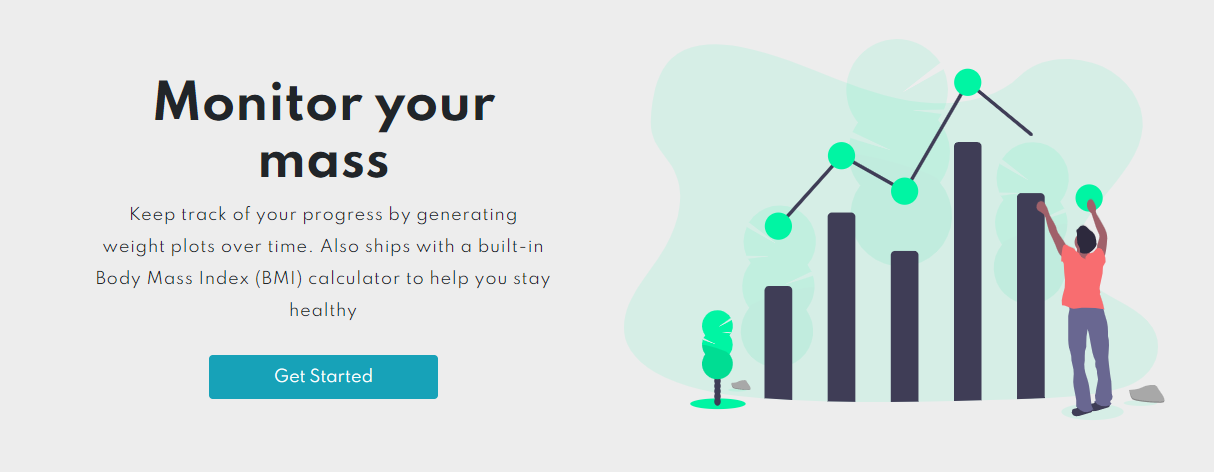 Monitor your
mass
Keep track of your progress by generating
weight plots over time. Also ships with a built-in
Body Mass Index (BMI) calculator to help you stay
healthy
Get Started